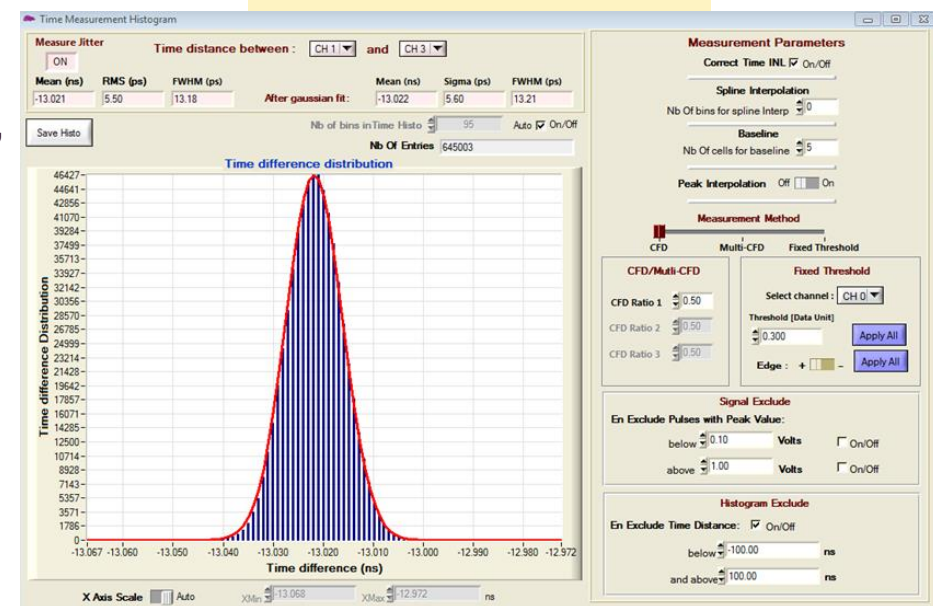 Time Measurement Histogram
Measure Jitter
ON
Time distance between : CH 1 and CH 3
Mean (ns) RMS (ps) FWHM (ps) Mean (ns) Sigma (ps) FWHM (ps)
-13.021 5.50 13.18 After gaussian fit: -13.022 5.60 13.21
Save Histo
Nb of bins in Time Histo 95 Auto On/Off
Nb Of Entries 645003
Time difference distribution
Time difference Distribution
46427
44641
42856
41070
39284
37499
35713
33927
32142
30356
28570
26785
24999
23214
21428
19642
17857
16071
14285
12500
10714
8928
7143
5357
3571
1786
0
-13.067 -13.060 -13.050 -13.040 -13.030 -13.020 -13.010 -13.000 -12.990 -12.980 -12.972
Time difference (ns)
X Axis Scale Auto XMin -13.068 XMax -12.972 ns
Measurement Parameters
Correct Time INL On/Off
Spline Interpolation
Nb Of bins for spline Interp 0
Baseline
Nb Of cells for baseline 5
Peak Interpolation Off On
Measurement Method
CFD Multi-CFD Fixed Threshold
CFD/Mutli-CFD
CFD Ratio 1 0.50
CFD Ratio 2 0.50
CFD Ratio 3 0.50
Fixed Threshold
Select channel : CH 0
Threshold [Data Unit]
0.300 Apply All
Edge : + - Apply All
Signal Exclude
En Exclude Pulses with Peak Value:
below 0.10 Volts On/Off
above 1.00 Volts On/Off
Histogram Exclude
En Exclude Time Distance: On/Off
below -100.00 ns
and above 100.00 ns